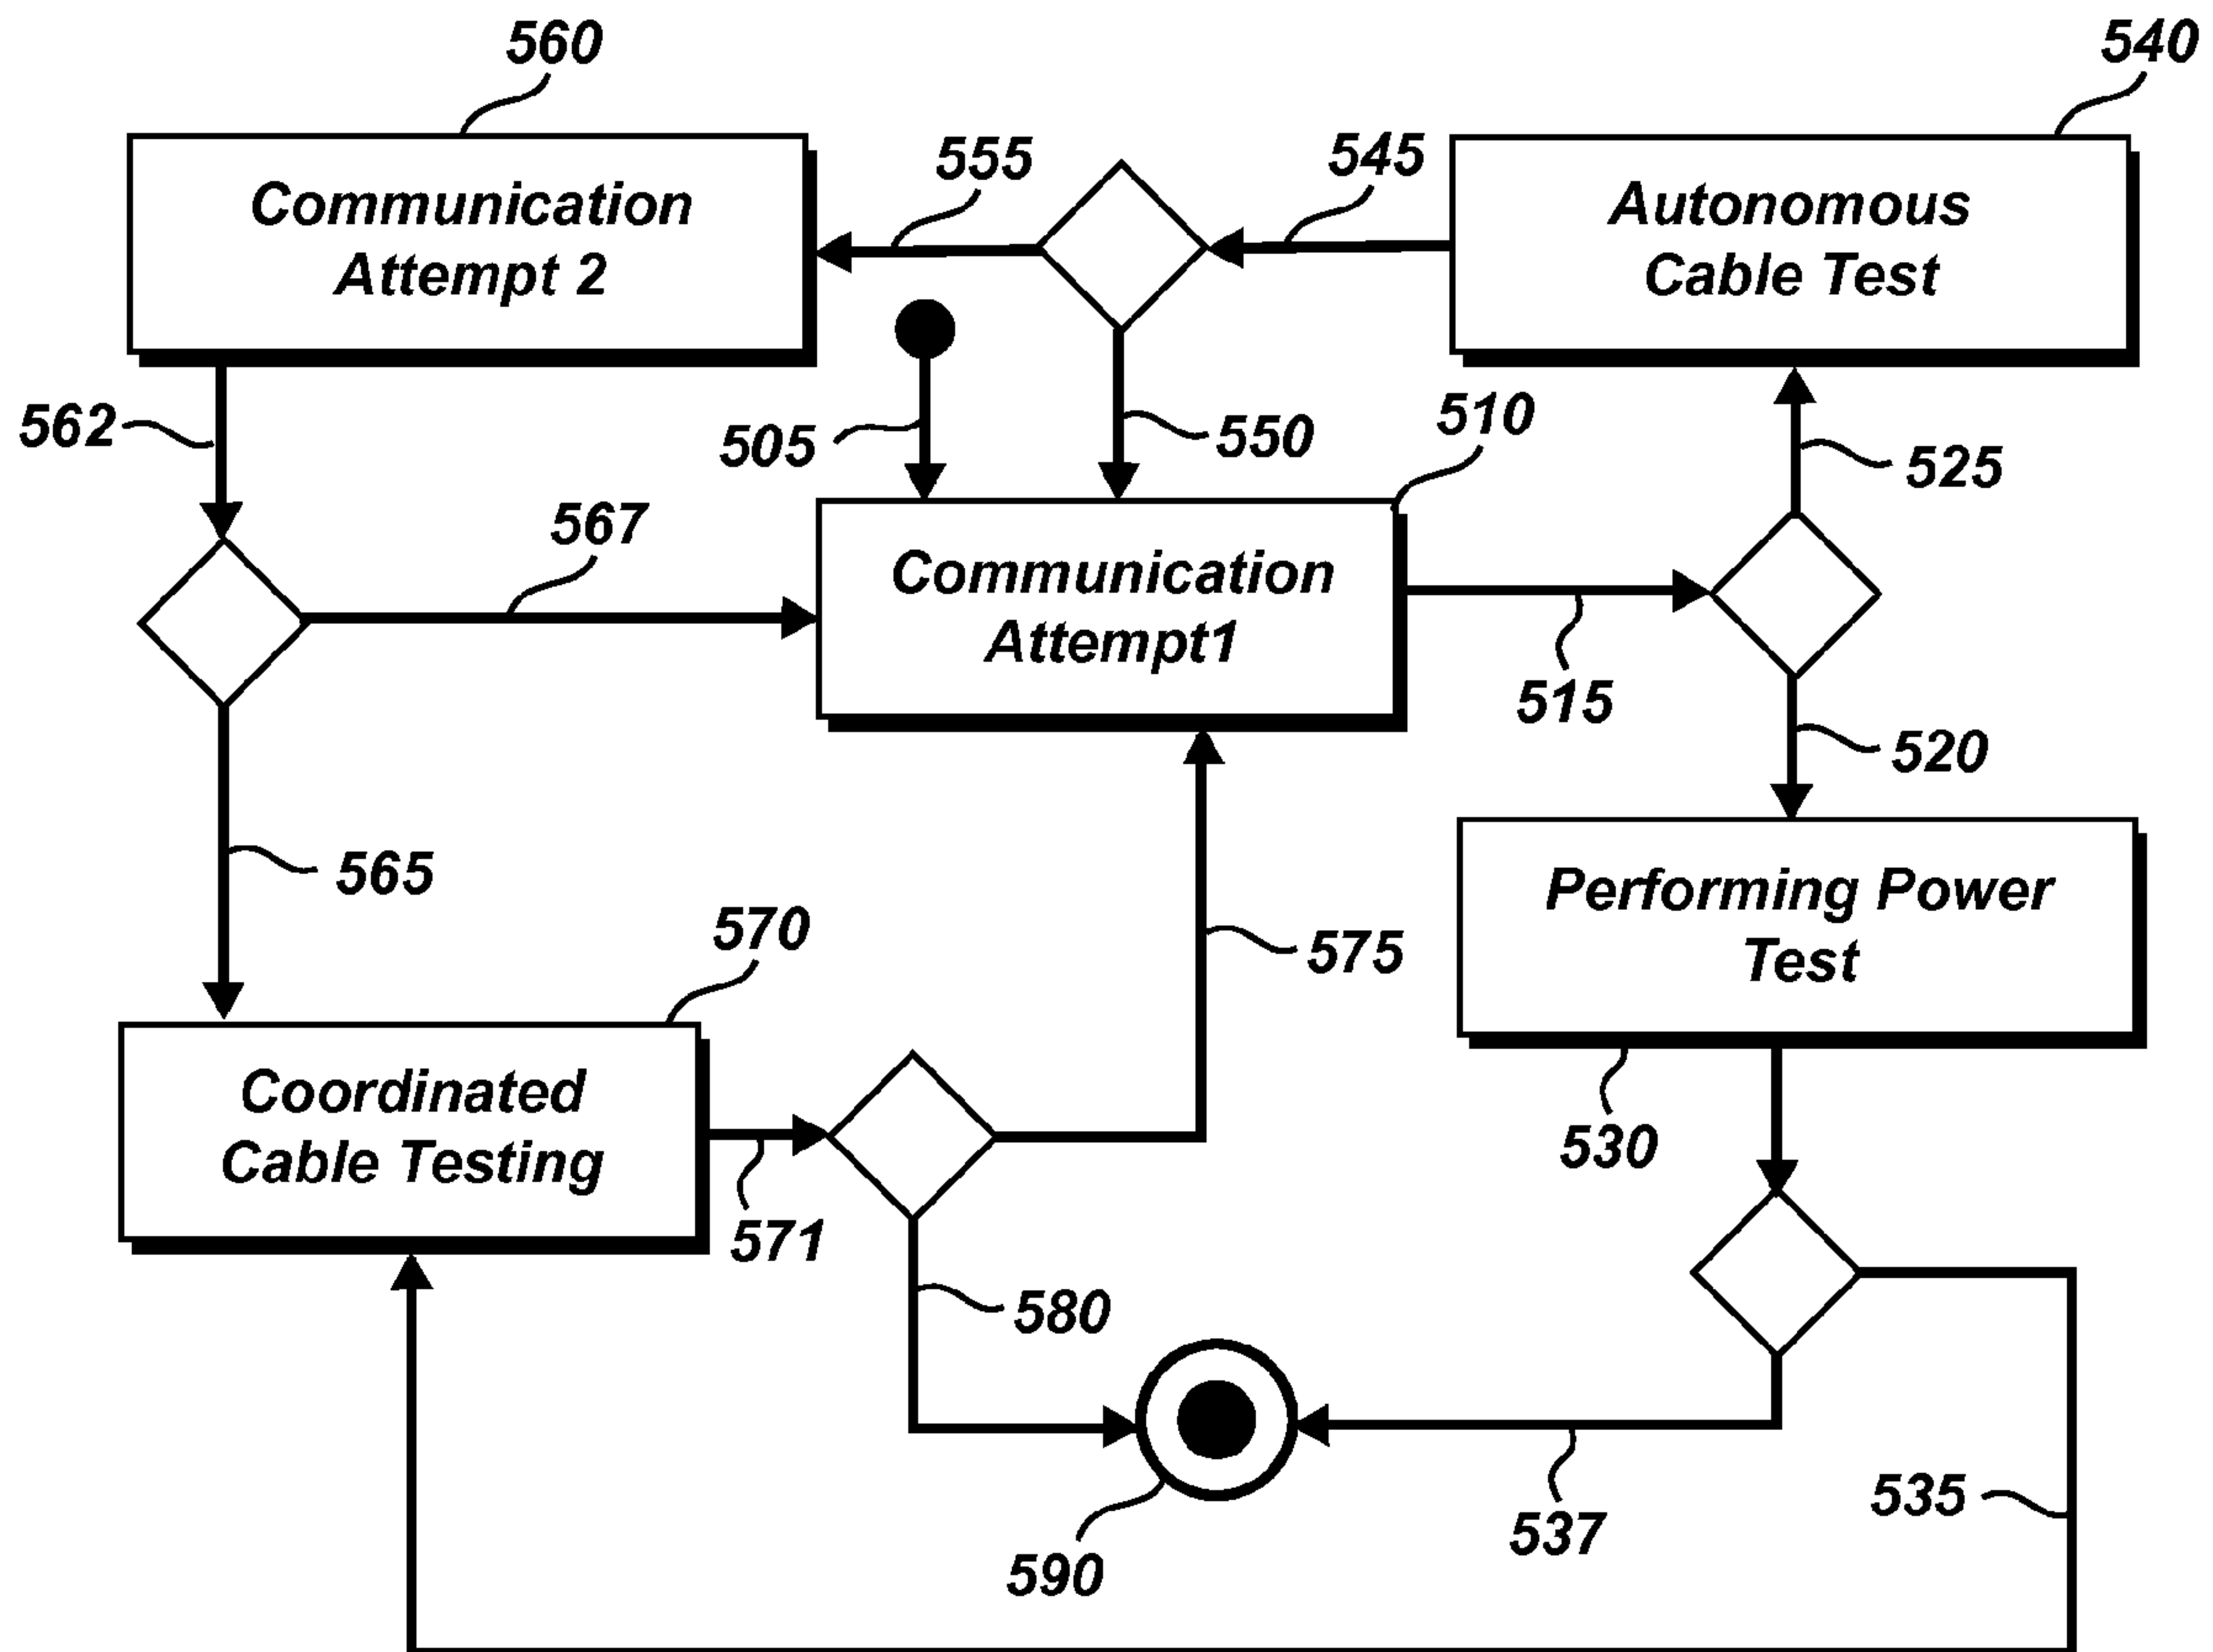 560
540
555
545
Communication
Attempt 2
Autonomous
Cable Test
562
505
550
510
525
567
Communication
Attempt1
515
520
565
570
575
Performing Power
Test
Coordinated
Cable Testing
571
530
580
535
537
590